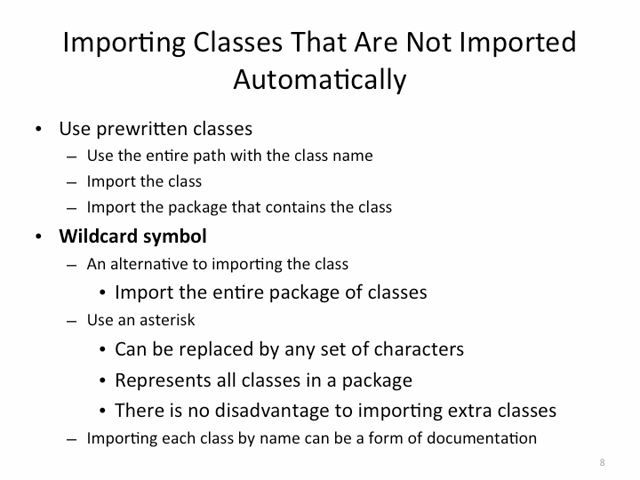 Importing Classes That Are Not Imported
Automatically
• Use prewritten classes
– Use the entire path with the class name
– Import the class
– Import the package that contains the class
• Wildcard symbol
– An alternative to importing the class
• Import the entire package of classes
– Use an asterisk
• Can be replaced by any set of characters
• Represents all classes in a package
• There is no disadvantage to importing extra classes
– Importing each class by name can be a form of documentation
8